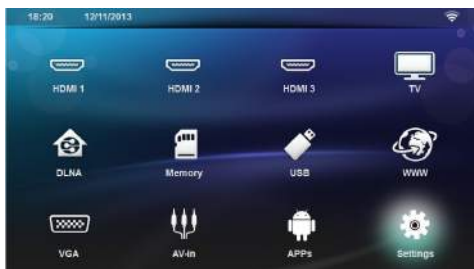 18:20 12/11/2013
HDMI 1 HDMI 2 HDMI 3 TV
DLNA Memory USB WWW
VGA AV-in APPs Settings